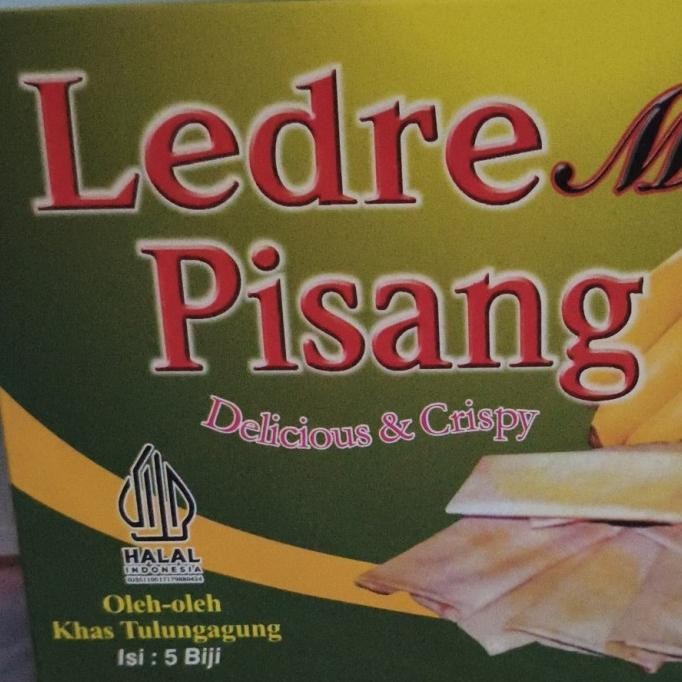 Ledre
Pisang
Delicious & Crispy
HALAL
INDONESIA
Oleh-oleh
Khas Tulungagung
Isi : 5 Biji